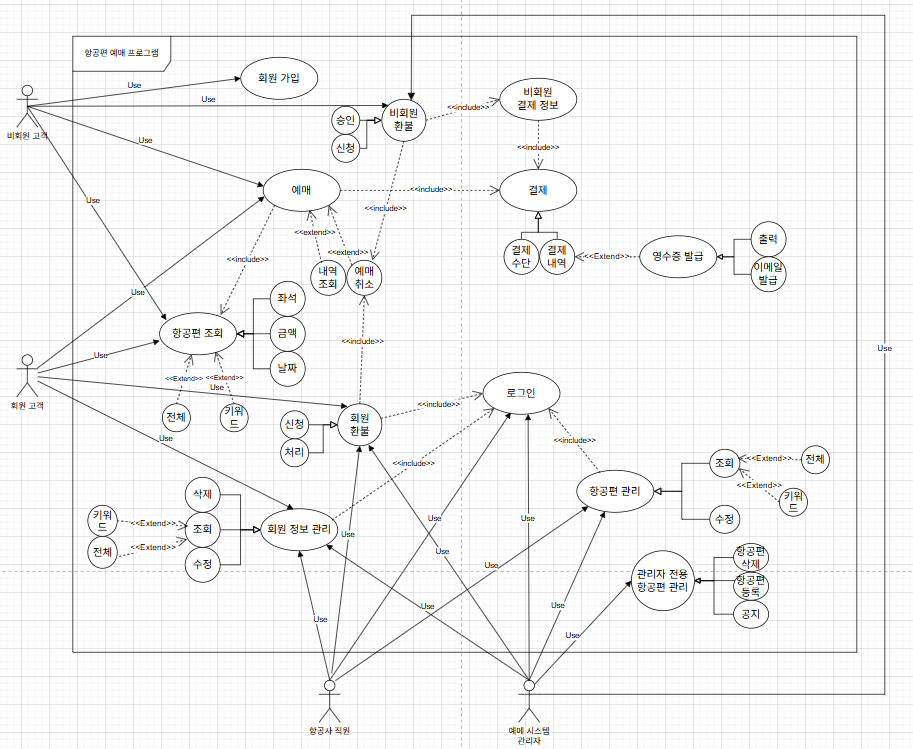 항공편 예매 프로그램
회원 가입
Use
비회원 고객
Use
비회원
환불
승인
신청
<<include>>
비회원
결제 정보
Use
<<include>>
예매
<<include>>
결제
Use
<<include>>
<<extend>>
<<extend>>
<<include>>
내역
조회
예매
취소
결제
수단
결제
내역
<<Extend>>
영수증 발급
출력
이메일
발급
Use
좌석
항공편 조회
금액
날짜
<<include>>
Use
Use
회원 고객
<<Extend>>
<<Extend>>
Use
전체
키워
드
로그인
<<include>>
회원
환불
신청
처리
Use
<<include>>
<<include>>
항공편 관리
조회
<<Extend>>
전체
<<Extend>>
키워
드
수정
삭제
키워
드
<<Extend>>
조회
회원 정보 관리
전체
<<Extend>>
수정
Use
Use
Use
Use
Use
관리자 전용
항공편 관리
항공편
삭제
항공편
등록
공지
Use
Use
Use
Use
Use
항공사 직원
예매 시스템
관리자